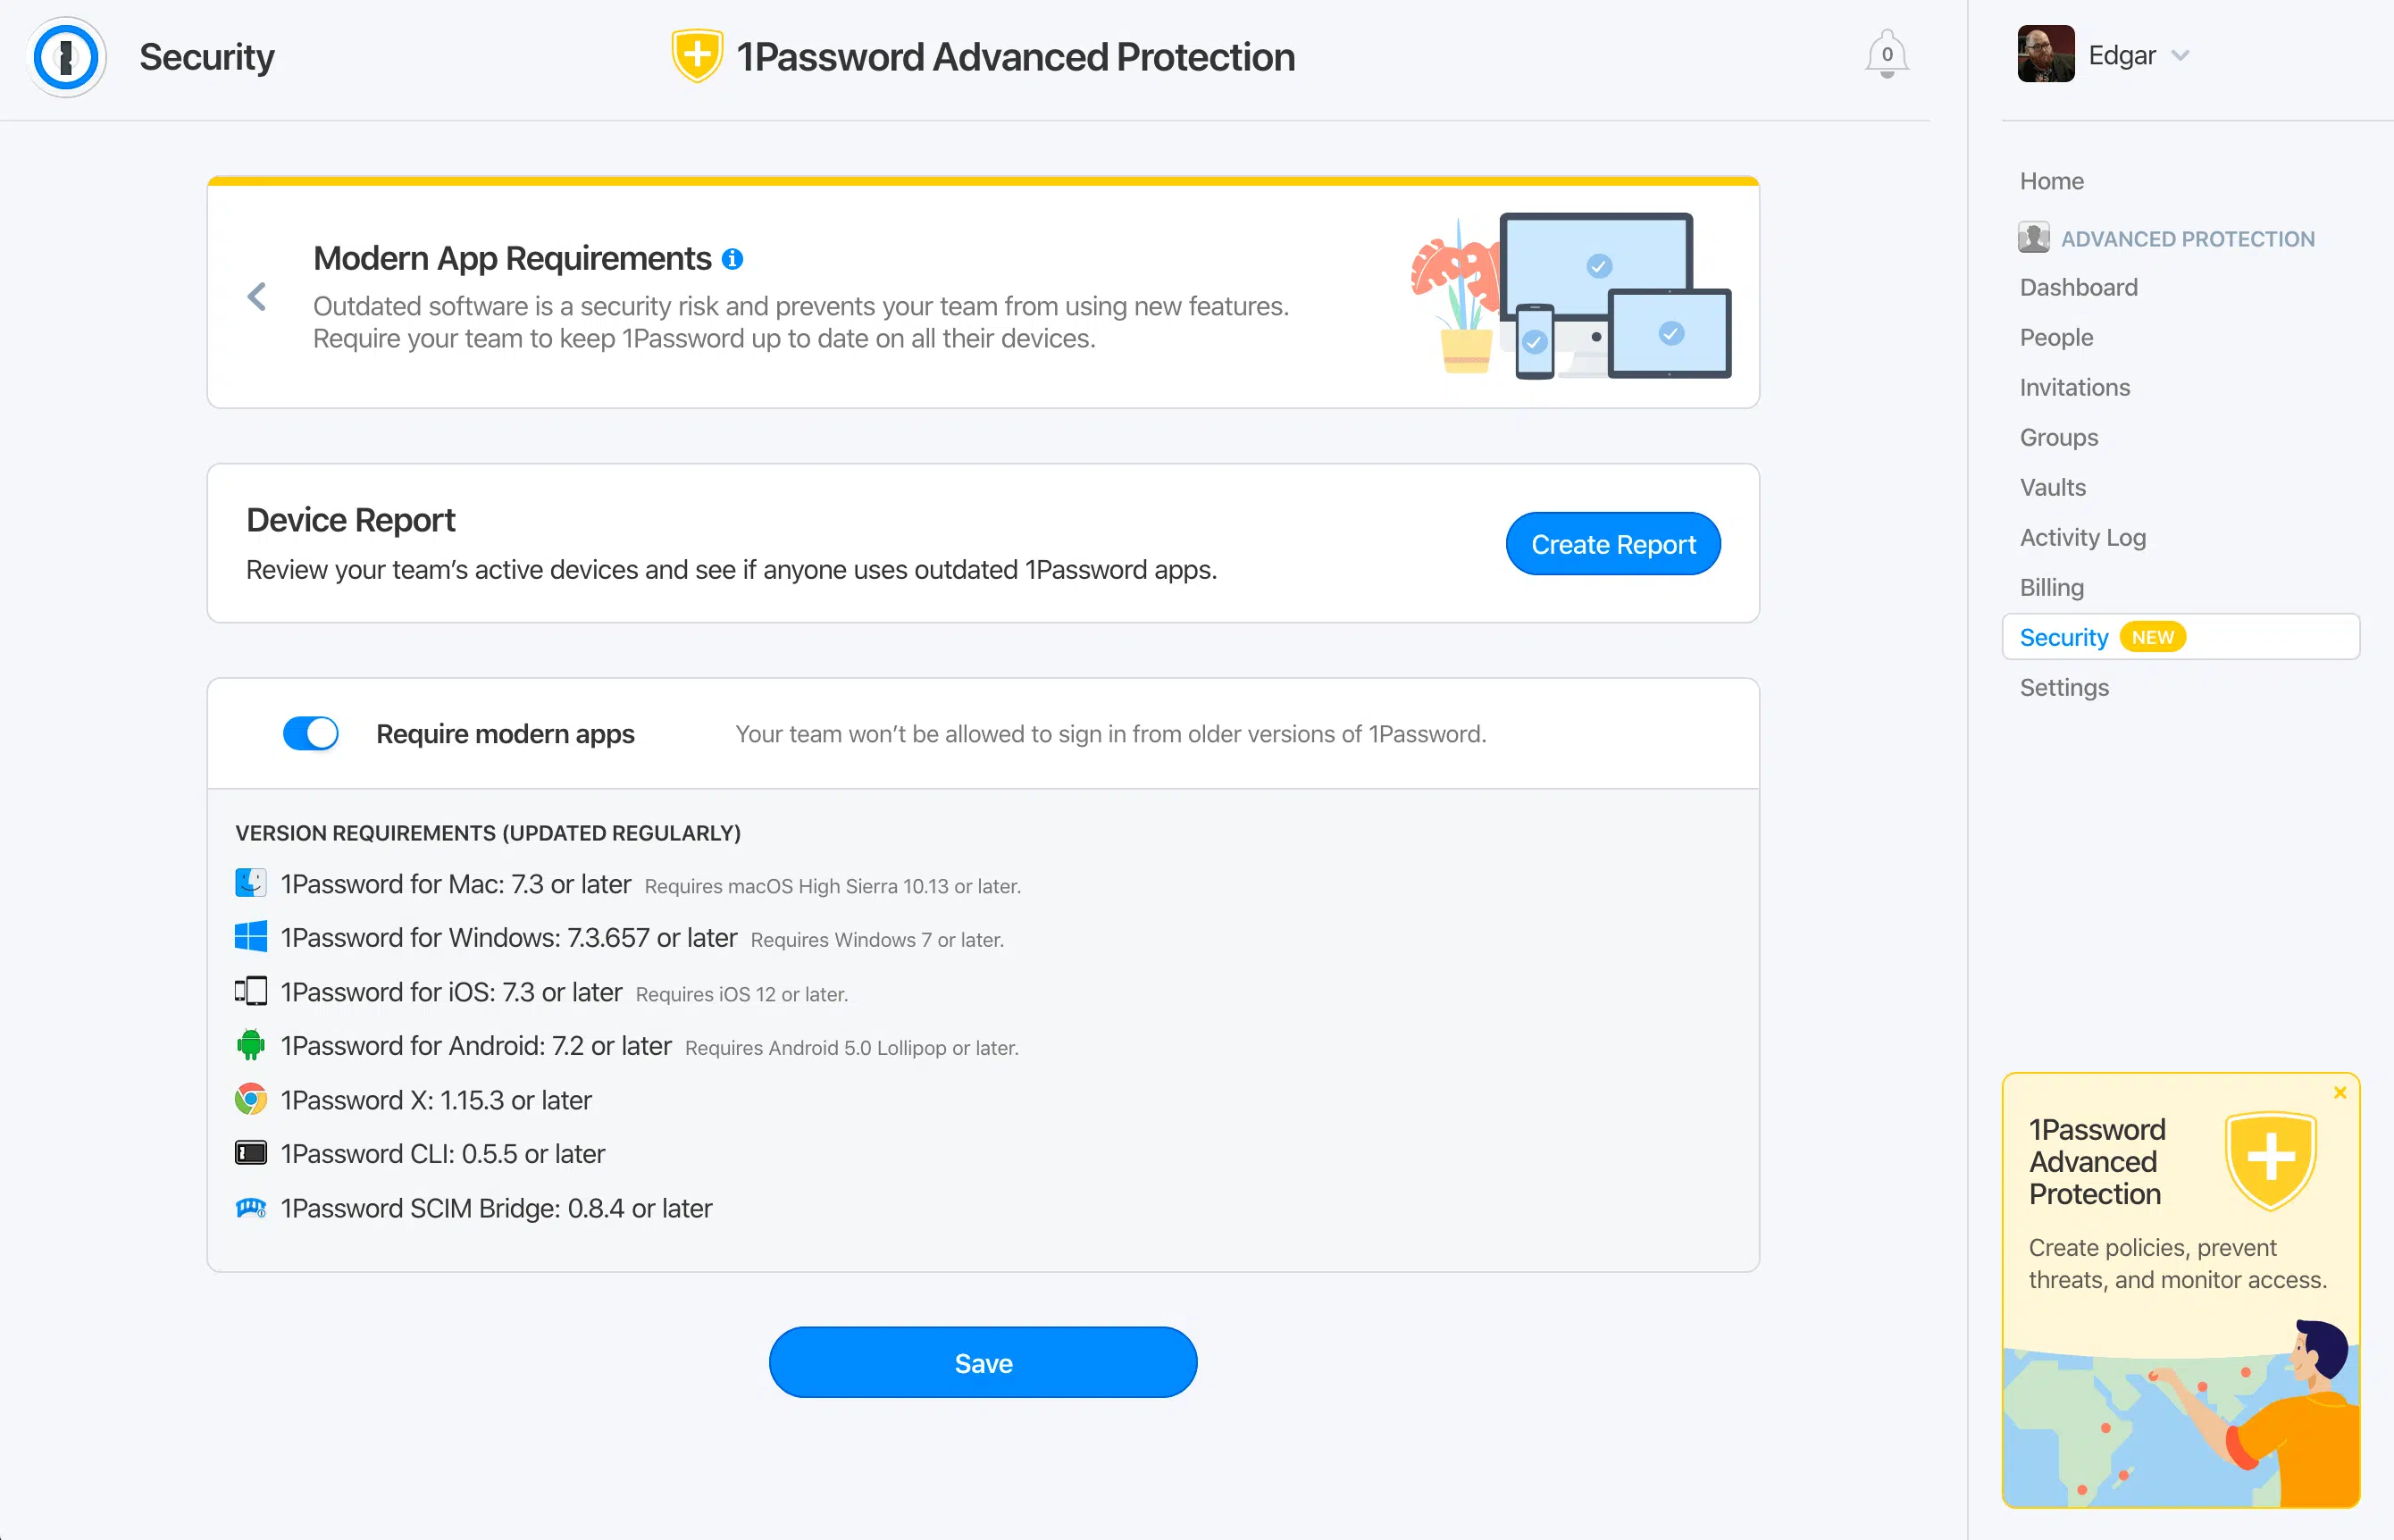 Security
1Password Advanced Protection
0
Edgar
Modern App Requirements
Outdated software is a security risk and prevents your team from using new features.
Require your team to keep 1Password up to date on all their devices.
Device Report
Review your team’s active devices and see if anyone uses outdated 1Password apps.
Create Report
Require modern apps
Your team won’t be allowed to sign in from older versions of 1Password.
VERSION REQUIREMENTS (UPDATED REGULARLY)
1Password for Mac: 7.3 or later Requires macOS High Sierra 10.13 or later.
1Password for Windows: 7.3.657 or later Requires Windows 7 or later.
1Password for iOS: 7.3 or later Requires iOS 12 or later.
1Password for Android: 7.2 or later Requires Android 5.0 Lollipop or later.
1Password X: 1.15.3 or later
1Password CLI: 0.5.5 or later
1Password SCIM Bridge: 0.8.4 or later
Save
Home
ADVANCED PROTECTION
Dashboard
People
Invitations
Groups
Vaults
Activity Log
Billing
Security NEW
Settings
1Password
Advanced
Protection
Create policies, prevent
threats, and monitor access.